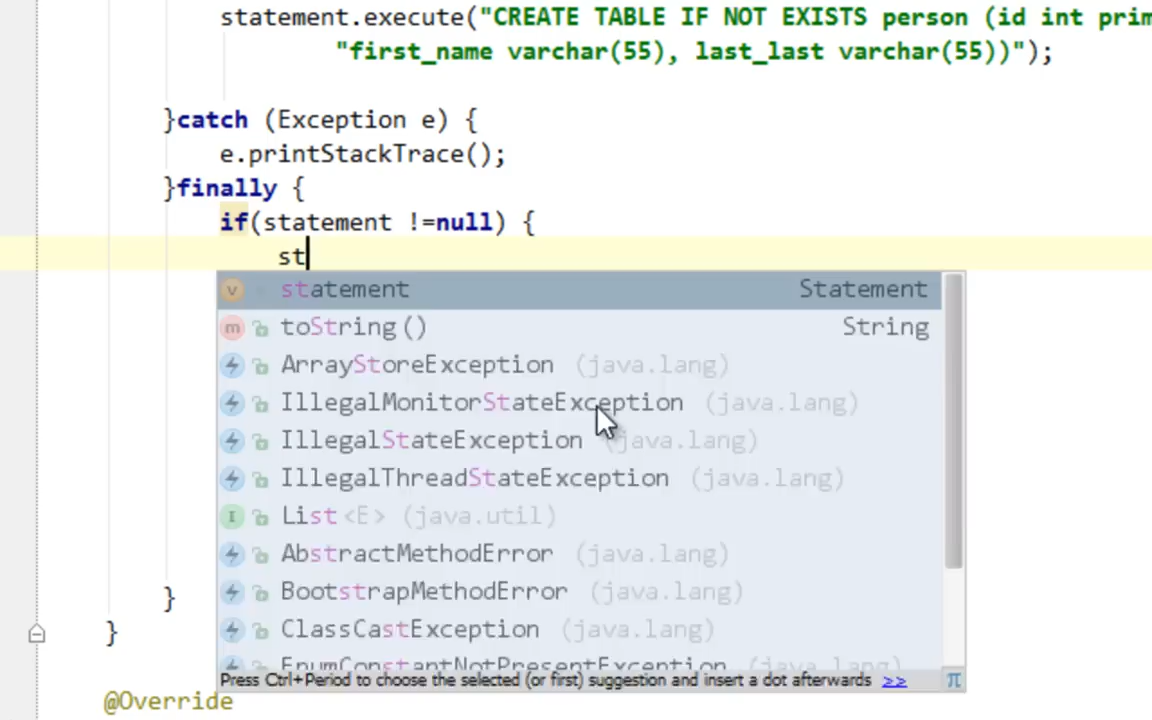 statement.execute("CREATE TABLE IF NOT EXISTS person (id int prim
"first_name varchar(55), last_last varchar(55))");
}catch (Exception e) {
e.printStackTrace();
}finally {
if(statement !=null) {
st
v statement Statement
m toString() String
ArrayStoreException (java.lang)
IllegalMonitorStateException (java.lang)
IllegalStateException (java.lang)
IllegalThreadStateException (java.lang)
I List<E> (java.util)
AbstractMethodError (java.lang)
BootstrapMethodError (java.lang)
ClassCastException (java.lang)
EnumConstantNotPresentException (java.lang)
Press Ctrl+Period to choose the selected (or first) suggestion and insert a dot afterwards >> π
}
}
@Override